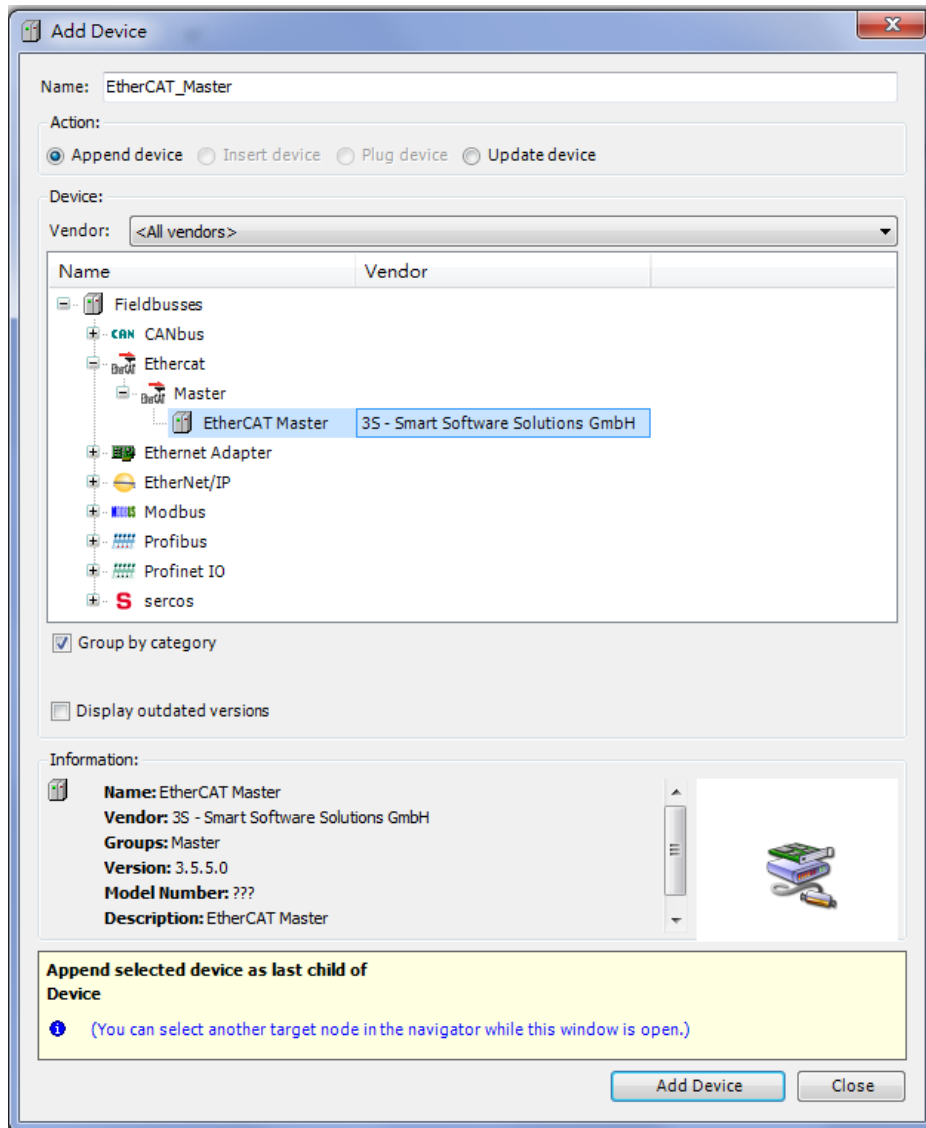 Add Device
Name: EtherCAT_Master
Action:
Append device Insert device Plug device Update device
Device:
Vendor: <All vendors>
Name Vendor
Fieldbusses
CAN CANbus
EtherCAT Ethercat
EtherCAT Master
EtherCAT Master 3S - Smart Software Solutions GmbH
Ethernet Adapter
EtherNet/IP
MODBUS Modbus
Profibus
Profinet IO
S sercos
Group by category
Display outdated versions
Information:
Name: EtherCAT Master
Vendor: 3S - Smart Software Solutions GmbH
Groups: Master
Version: 3.5.5.0
Model Number: ???
Description: EtherCAT Master
Append selected device as last child of
Device
(You can select another target node in the navigator while this window is open.)
Add Device Close